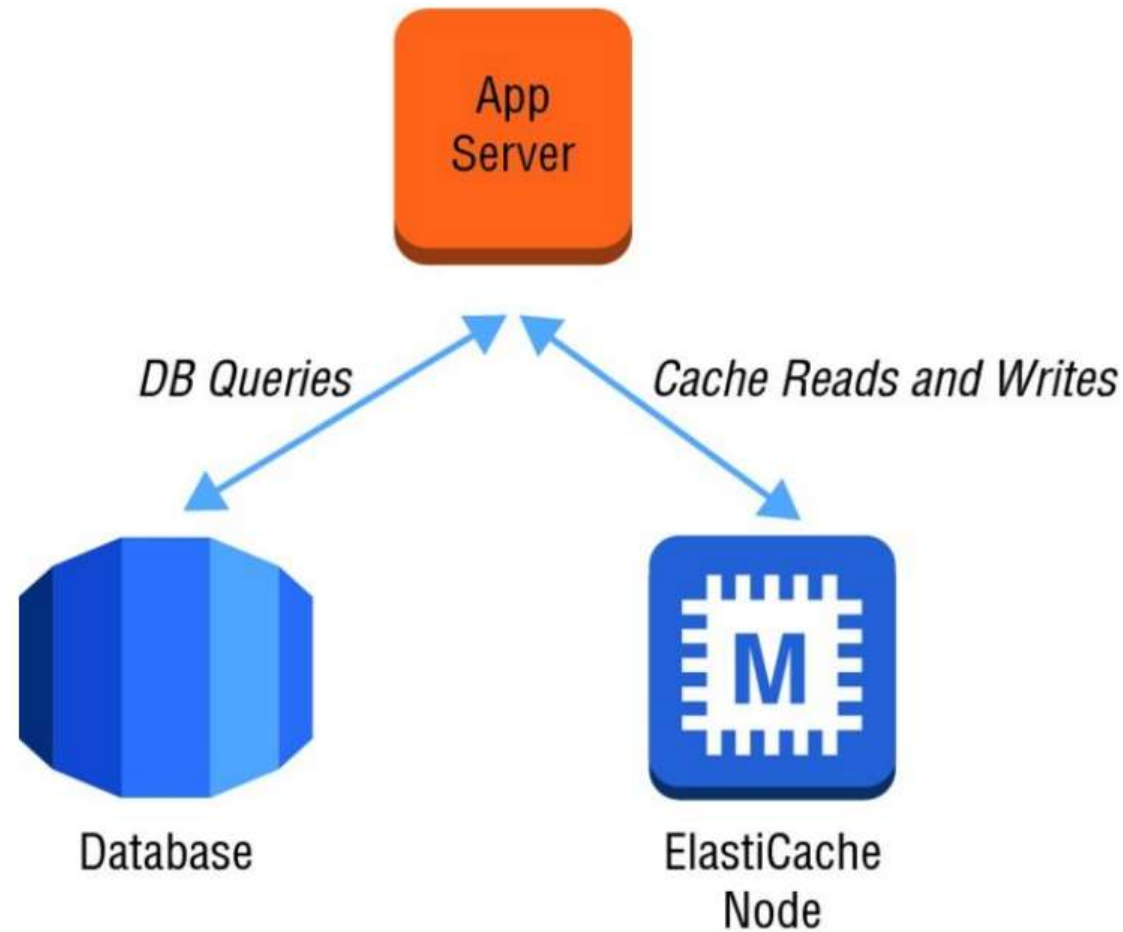 App
Server
DB Queries
Cache Reads and Writes
M
Database
ElastiCache
Node